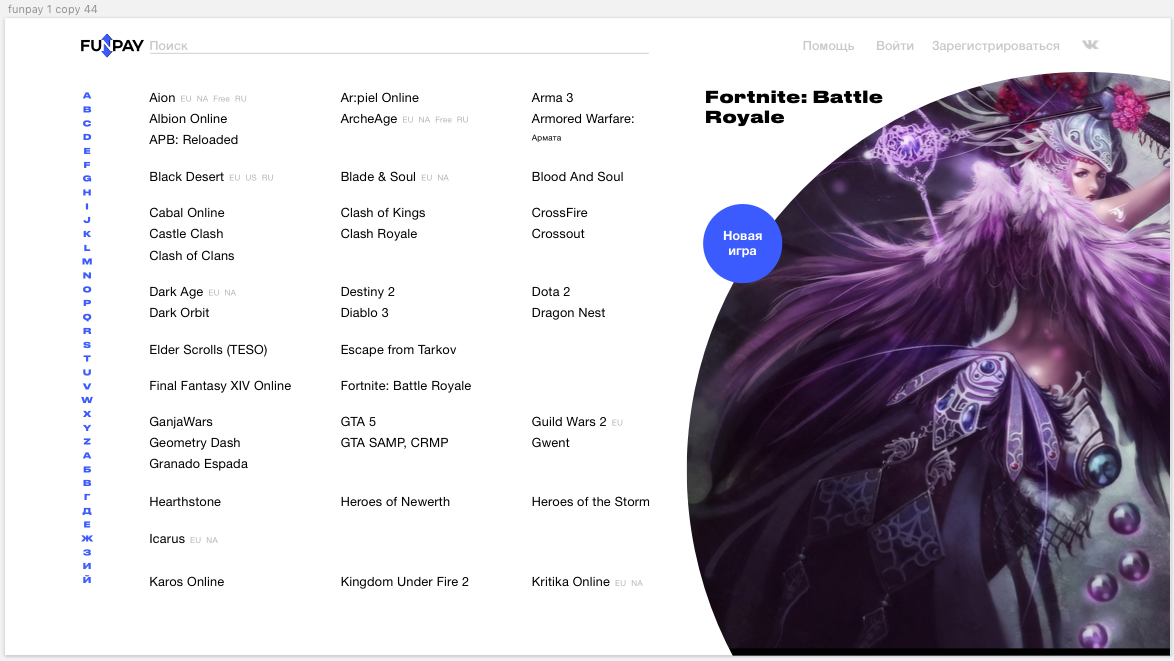 funpay 1 copy 44
FUNPAY Поиск
Помощь Войти Зарегистрироваться
A
B
C
D
E
F
G
H
I
J
K
L
M
N
O
P
Q
R
S
T
U
V
W
X
Y
Z
А
Б
В
Г
Д
Е
Ж
З
И
Й
Aion EU NA Free RU
Albion Online
APB: Reloaded
Ar:piel Online
ArcheAge EU NA Free RU
Arma 3
Armored Warfare:
Армата
Black Desert EU US RU
Blade & Soul EU NA
Blood And Soul
Cabal Online
Castle Clash
Clash of Clans
Clash of Kings
Clash Royale
CrossFire
Crossout
Dark Age EU NA
Dark Orbit
Destiny 2
Diablo 3
Dota 2
Dragon Nest
Elder Scrolls (TESO)
Escape from Tarkov
Final Fantasy XIV Online
Fortnite: Battle Royale
GanjaWars
Geometry Dash
Granado Espada
GTA 5
GTA SAMP, CRMP
Guild Wars 2 EU
Gwent
Hearthstone
Heroes of Newerth
Heroes of the Storm
Icarus EU NA
Karos Online
Kingdom Under Fire 2
Kritika Online EU NA
Fortnite: Battle
Royale
Новая
игра